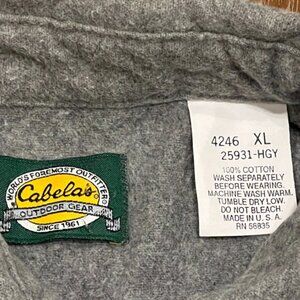 WORLD'S FOREMOST OUTFITTER
Cabela's
OUTDOOR GEAR
SINCE 1961
4246 XL
25931-HGY
100% COTTON
WASH SEPARATELY
BEFORE WEARING.
MACHINE WASH WARM.
TUMBLE DRY LOW.
DO NOT BLEACH.
MADE IN U.S.A.
RN 56835